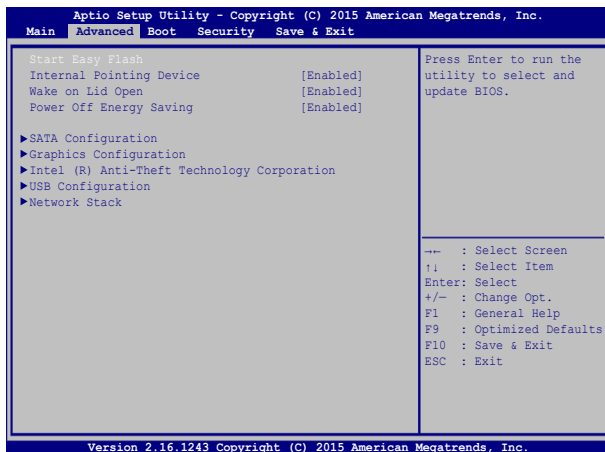 Aptio Setup Utility - Copyright (C) 2015 American Megatrends, Inc.
Main Advanced Boot Security Save & Exit
Start Easy Flash
Internal Pointing Device [Enabled]
Wake on Lid Open [Enabled]
Power Off Energy Saving [Enabled]
▶SATA Configuration
▶Graphics Configuration
▶Intel (R) Anti-Theft Technology Corporation
▶USB Configuration
▶Network Stack
Press Enter to run the
utility to select and
update BIOS.
→← : Select Screen
↑↓ : Select Item
Enter: Select
+/— : Change Opt.
F1 : General Help
F9 : Optimized Defaults
F10 : Save & Exit
ESC : Exit
Version 2.16.1243 Copyright (C) 2015 American Megatrends, Inc.